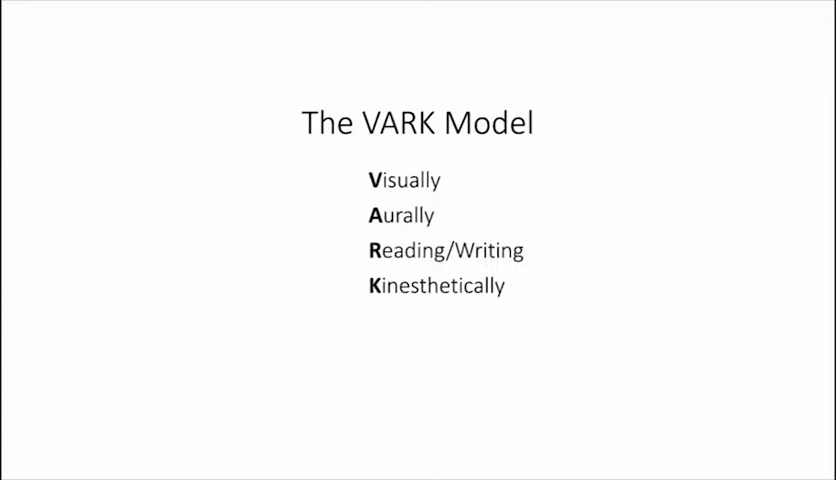 The VARK Model
Visually
Aurally
Reading/Writing
Kinesthetically